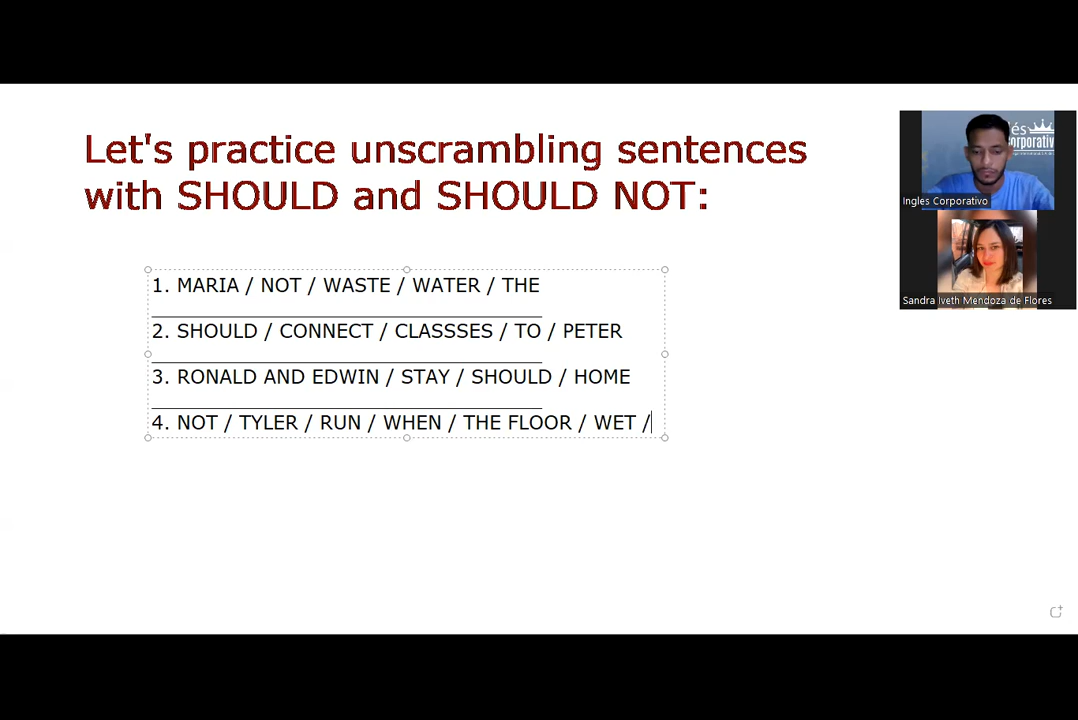 Let's practice unscrambling sentences
with SHOULD and SHOULD NOT:
1. MARIA / NOT / WASTE / WATER / THE
2. SHOULD / CONNECT / CLASSSES / TO / PETER
3. RONALD AND EDWIN / STAY / SHOULD / HOME
4. NOT / TYLER / RUN / WHEN / THE FLOOR / WET /
Ingles Corporativo
Sandra Iveth Mendoza de Flores